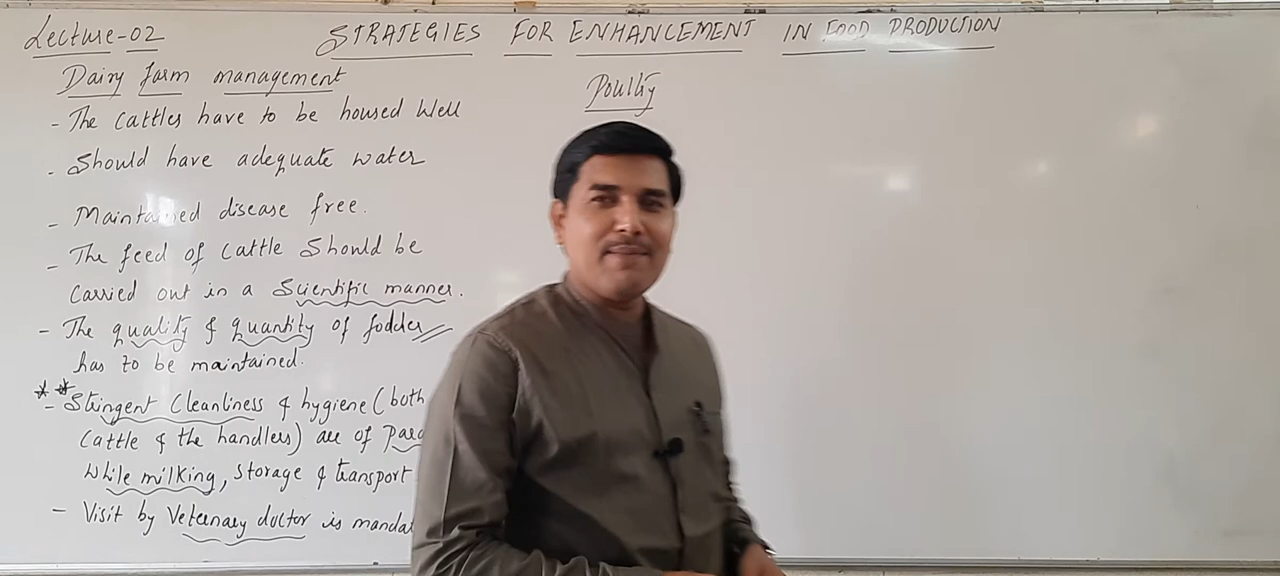 Lecture-02
STRATEGIES FOR ENHANCEMENT IN FOOD PRODUCTION
Dairy farm management
- The Cattles have to be housed well
- Should have adequate water
- Maintained disease free.
- The feed of Cattle Should be
Carried out in a Scientific manner.
- The quality & quantity of fodder
has to be maintained.
** - Stringent Cleanliness & hygiene (both
Cattle & the handlers) are of
while milking, Storage & transport
- Visit by Veternary doctor is
Poultry